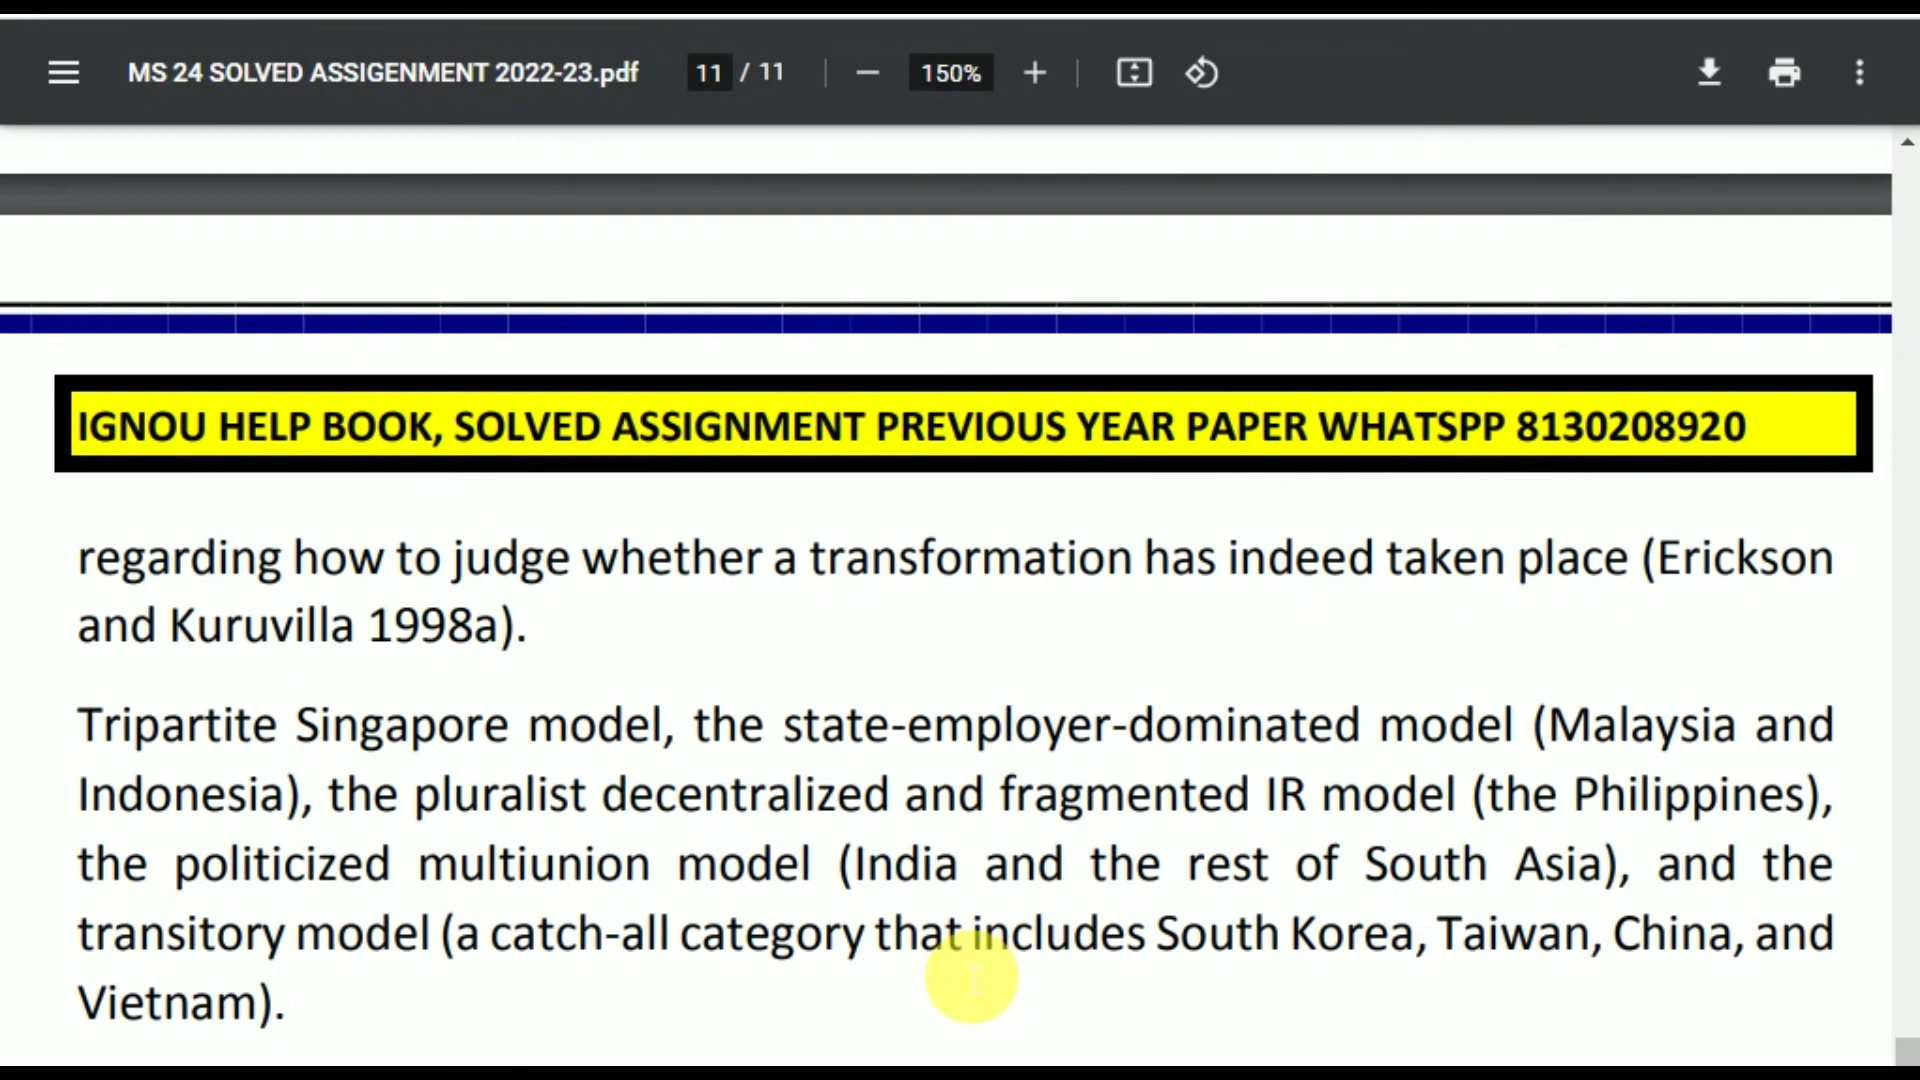 MS 24 SOLVED ASSIGENMENT 2022-23.pdf 11 / 11 150%
IGNOU HELP BOOK, SOLVED ASSIGNMENT PREVIOUS YEAR PAPER WHATSPP 8130208920
regarding how to judge whether a transformation has indeed taken place (Erickson
and Kuruvilla 1998a).
Tripartite Singapore model, the state-employer-dominated model (Malaysia and
Indonesia), the pluralist decentralized and fragmented IR model (the Philippines),
the politicized multiunion model (India and the rest of South Asia), and the
transitory model (a catch-all category that includes South Korea, Taiwan, China, and
Vietnam).